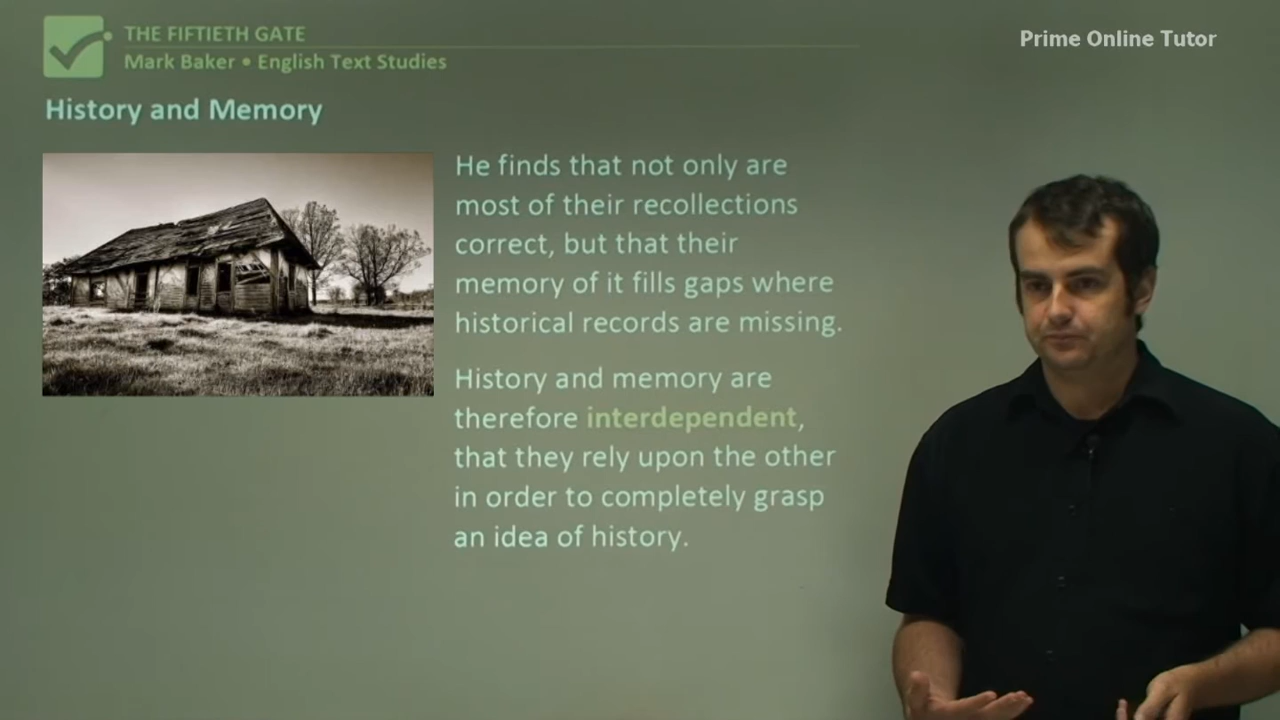 THE FIFTIETH GATE
Mark Baker • English Text Studies
Prime Online Tutor
History and Memory
He finds that not only are
most of their recollections
correct, but that their
memory of it fills gaps where
historical records are missing.
History and memory are
therefore interdependent,
that they rely upon the other
in order to completely grasp
an idea of history.